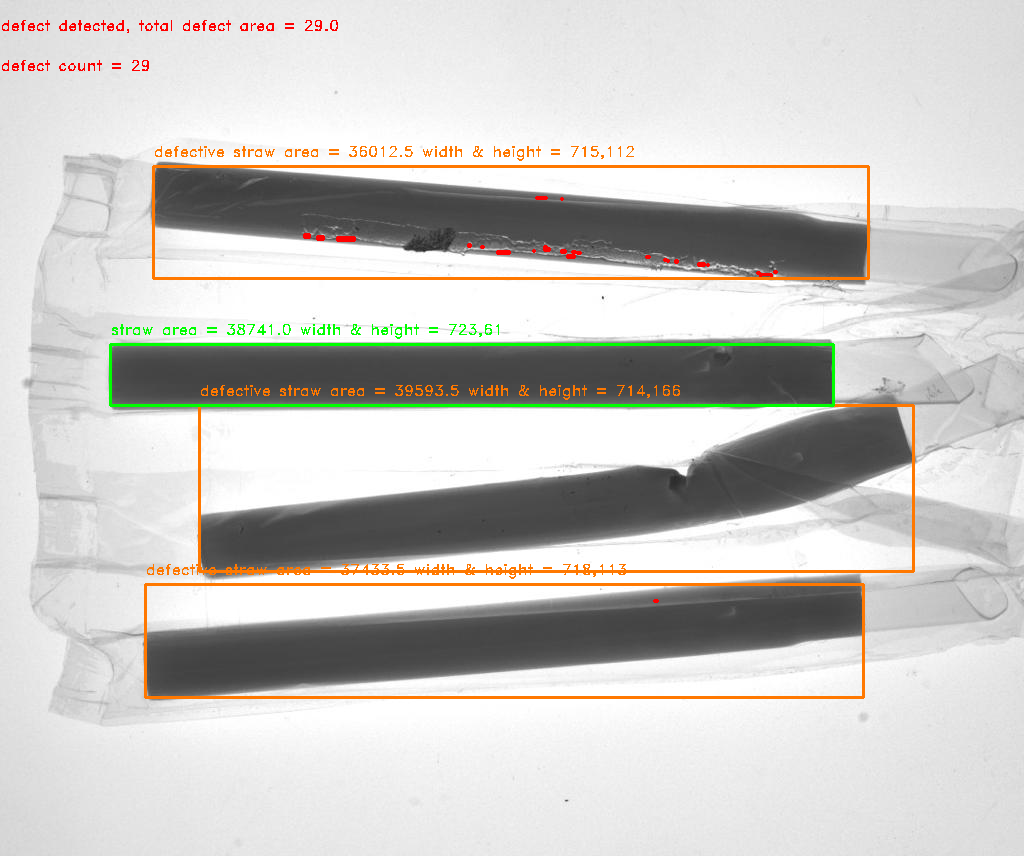 defect detected, total defect area = 29.0
defect count = 29
defective straw area = 36012.5 width & height = 715,112
straw area = 38741.0 width & height = 723,61
defective straw area = 39593.5 width & height = 714,166
defective straw area = 37433.5 width & height = 718,113